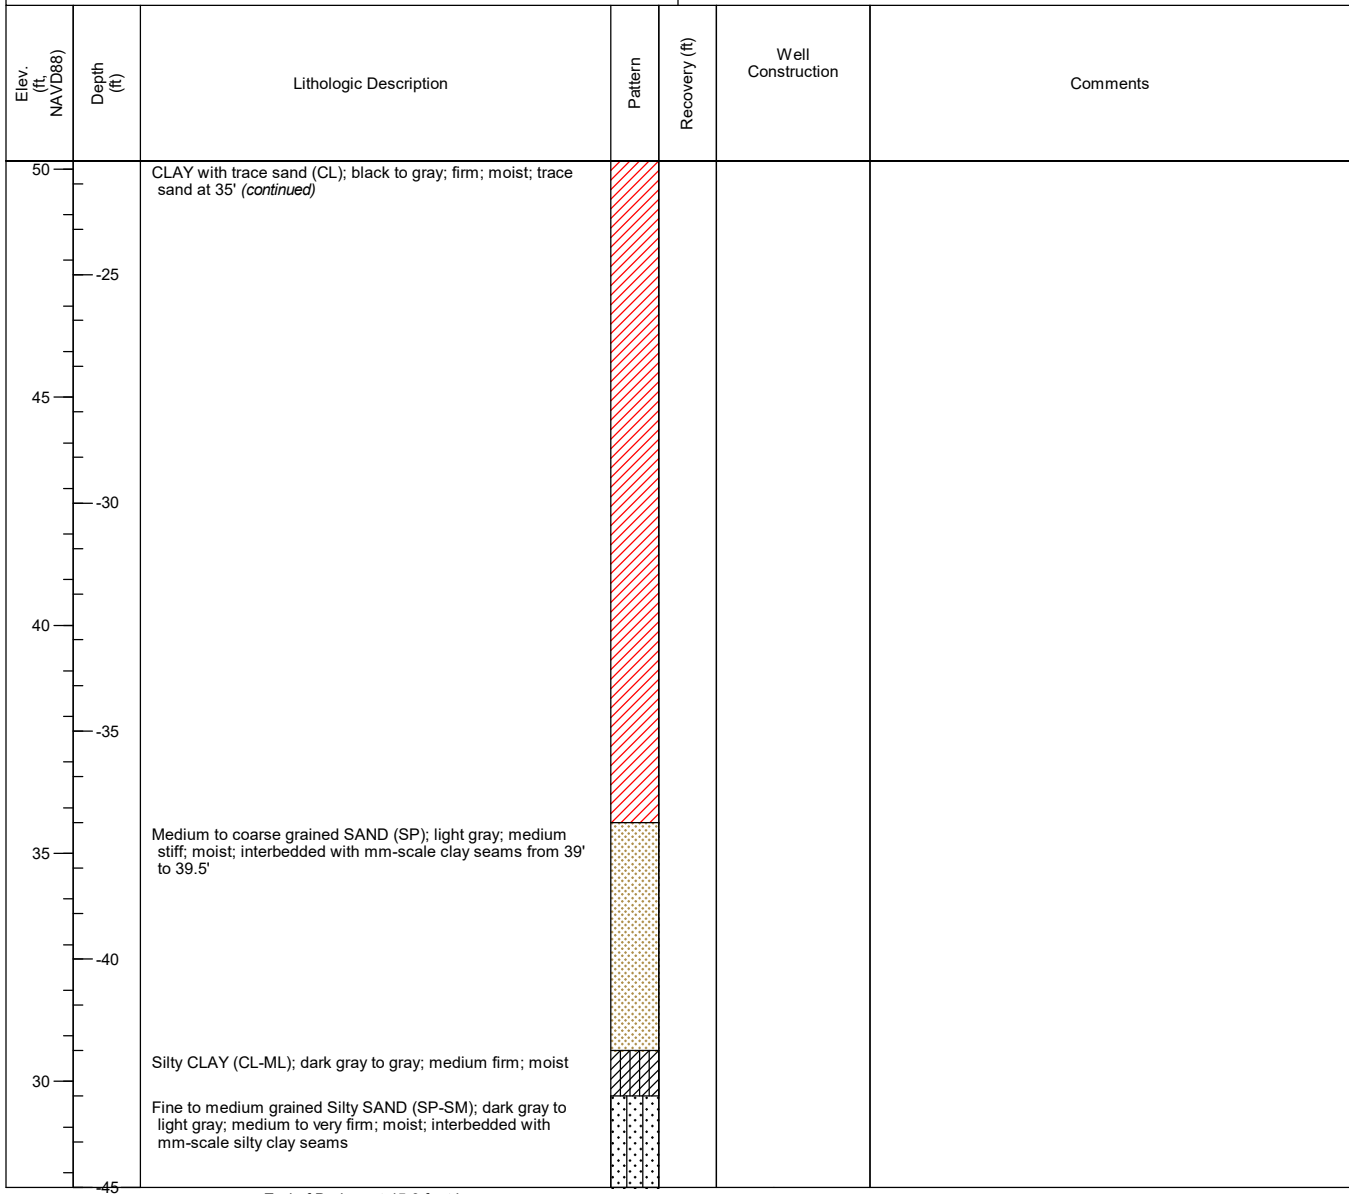 Elev.
(ft,
NAVD88)
Depth
(ft)
Lithologic Description
Pattern
Recovery (ft)
Well
Construction
Comments
50
CLAY with trace sand (CL); black to gray; firm; moist; trace
sand at 35' (continued)
-25
45
-30
40
-35
Medium to coarse grained SAND (SP); light gray; medium
stiff; moist; interbedded with mm-scale clay seams from 39'
to 39.5'
35
-40
Silty CLAY (CL-ML); dark gray to gray; medium firm; moist
30
Fine to medium grained Silty SAND (SP-SM); dark gray to
light gray; medium to very firm; moist; interbedded with
mm-scale silty clay seams
-45